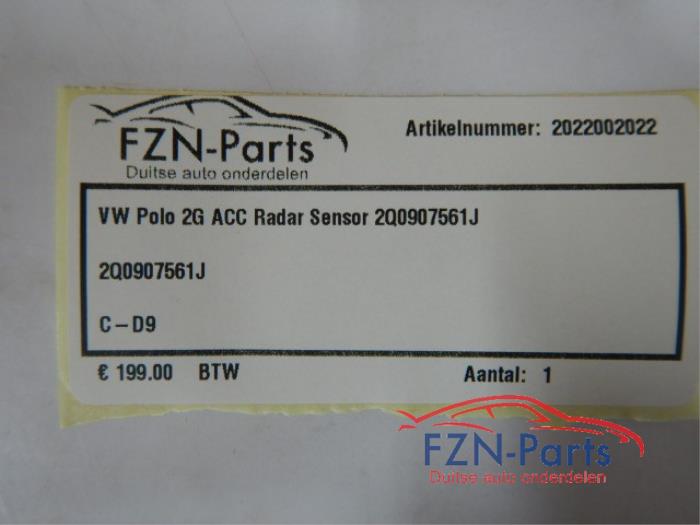 FZN-Parts
Duitse auto onderdelen
Artikelnummer: 2022002022
VW Polo 2G ACC Radar Sensor 2Q0907561J
2Q0907561J
C-D9
€ 199.00 BTW
Aantal: 1
FZN-Parts
Duitse auto onderdelen